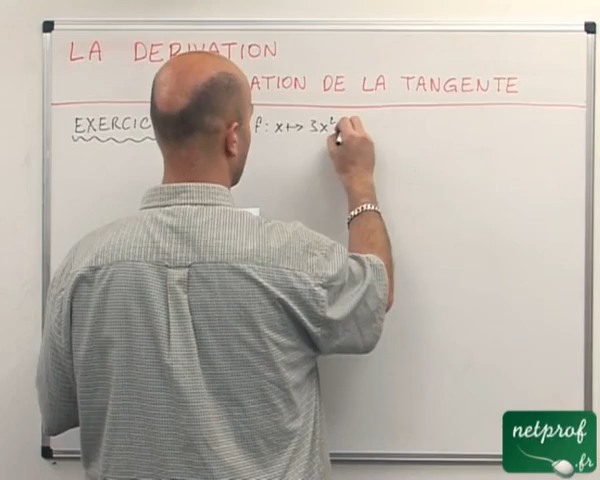 LA DERIVATION
ATION DE LA TANGENTE
EXERCIC f: x ↦ 3x²
netprof
.fr